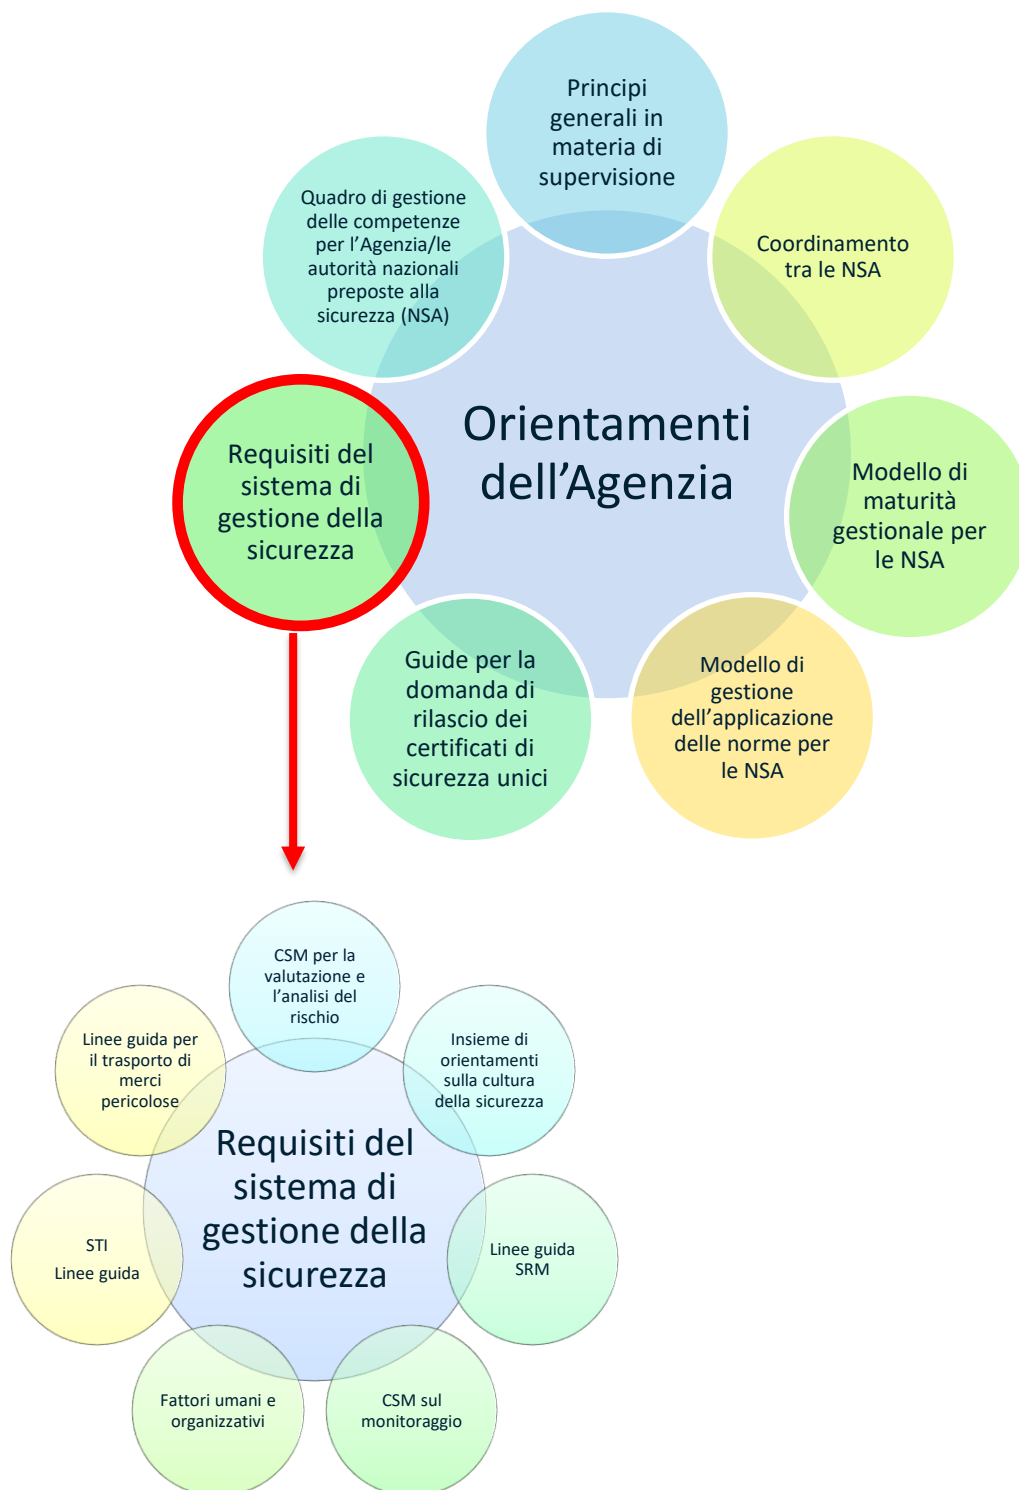 Principi
generali in
materia di
supervisione
Quadro di gestione
delle competenze
per l'Agenzia/le
autorità nazionali
preposte alla
sicurezza (NSA)
Coordinamento
tra le NSA
Orientamenti
dell'Agenzia
Requisiti del
sistema di
gestione della
sicurezza
Modello di
maturità
gestionale per
le NSA
Guide per la
domanda di
rilascio dei
certificati di
sicurezza unici
Modello di
gestione
dell'applicazione
delle norme per
le NSA
CSM per la
valutazione e
l'analisi del
rischio
Linee guida per
il trasporto di
merci
pericolose
Insieme di
orientamenti
sulla cultura
della sicurezza
Requisiti del
sistema di
gestione della
sicurezza
STI
Linee guida
Linee guida
SRM
Fattori umani e
organizzativi
CSM sul
monitoraggio